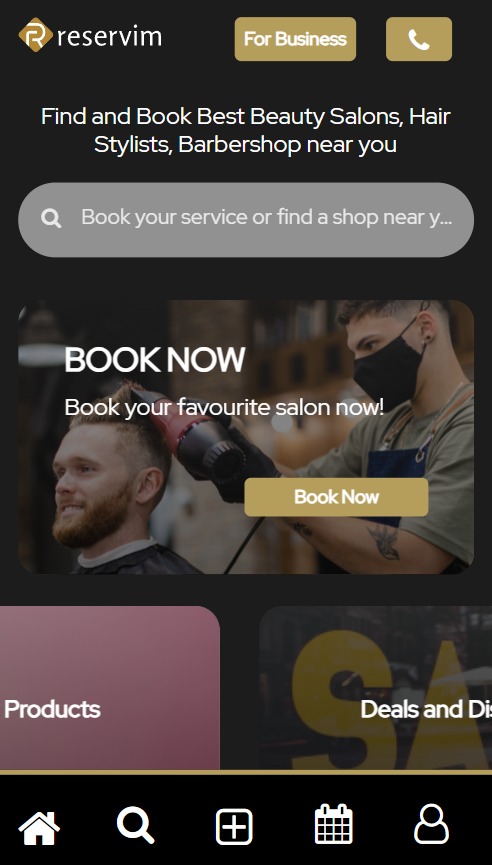 reservim
For Business
Find and Book Best Beauty Salons, Hair
Stylists, Barbershop near you
Book your service or find a shop near y...
BOOK NOW
Book your favourite salon now!
Book Now
Products
Deals and Dis
SA